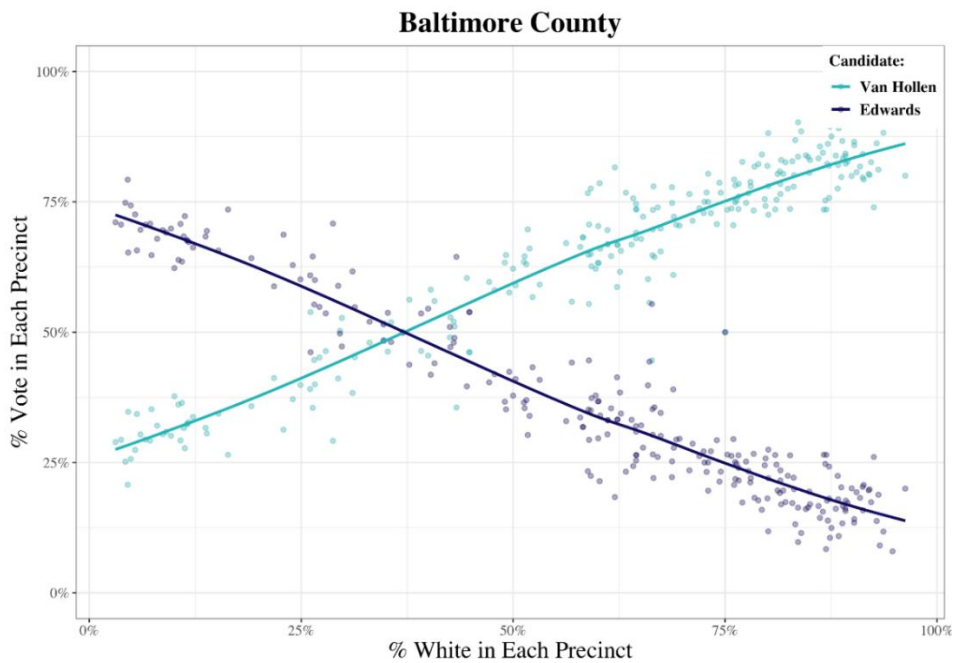 Baltimore County
Candidate:
Van Hollen
Edwards
100%
75%
50%
25%
0%
% Vote in Each Precinct
0%
25%
50%
75%
100%
% White in Each Precinct